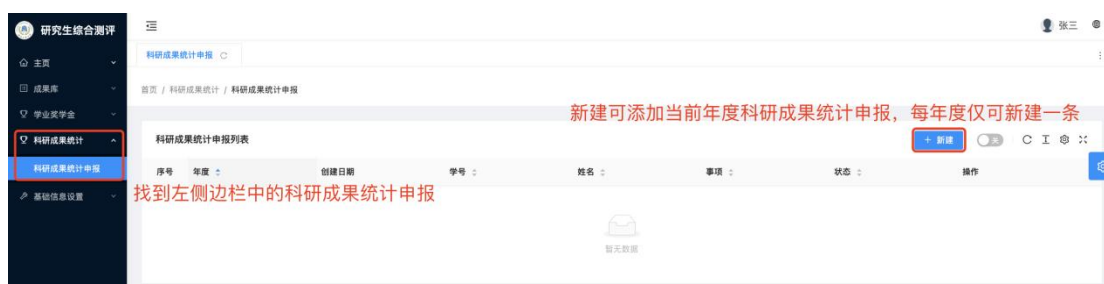 研究生综合测评
张三
主页
科研成果统计申报
成果库
首页 / 科研成果统计 / 科研成果统计申报
学业奖学金
新建可添加当前年度科研成果统计申报，每年度仅可新建一条
科研成果统计
科研成果统计申报列表
+ 新建
关
科研成果统计申报
序号 年度 创建日期 学号 姓名 事项 状态 操作
找到左侧边栏中的科研成果统计申报
基础信息设置
暂无数据